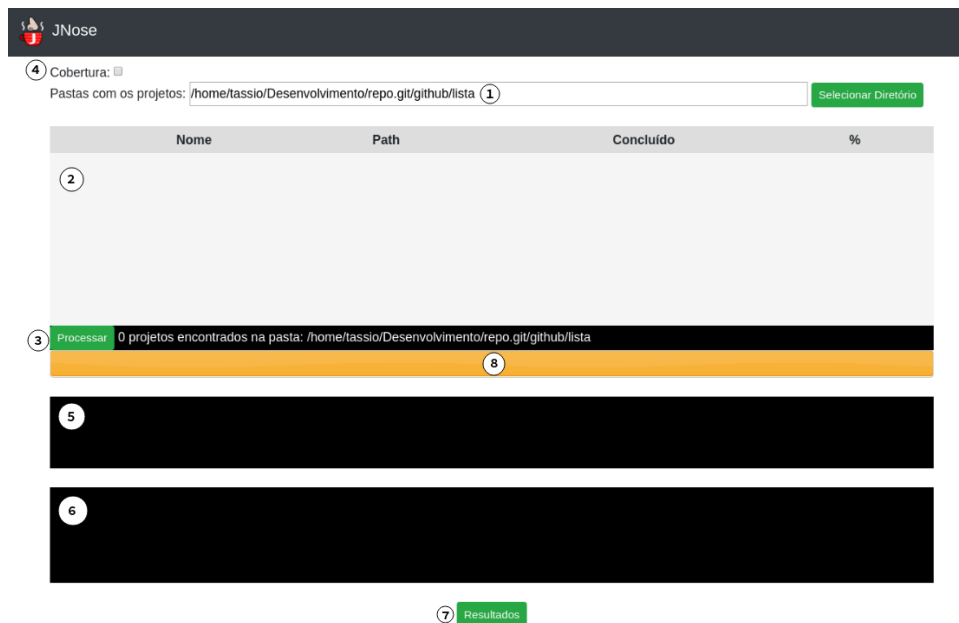 JNose
4 Cobertura:
Pastas com os projetos: /home/tassio/Desenvolvimento/repo.git/github/lista 1 Selecionar Diretório
Nome Path Concluído %
2
3 Processar 0 projetos encontrados na pasta: /home/tassio/Desenvolvimento/repo.git/github/lista
8
5
6
7 Resultados